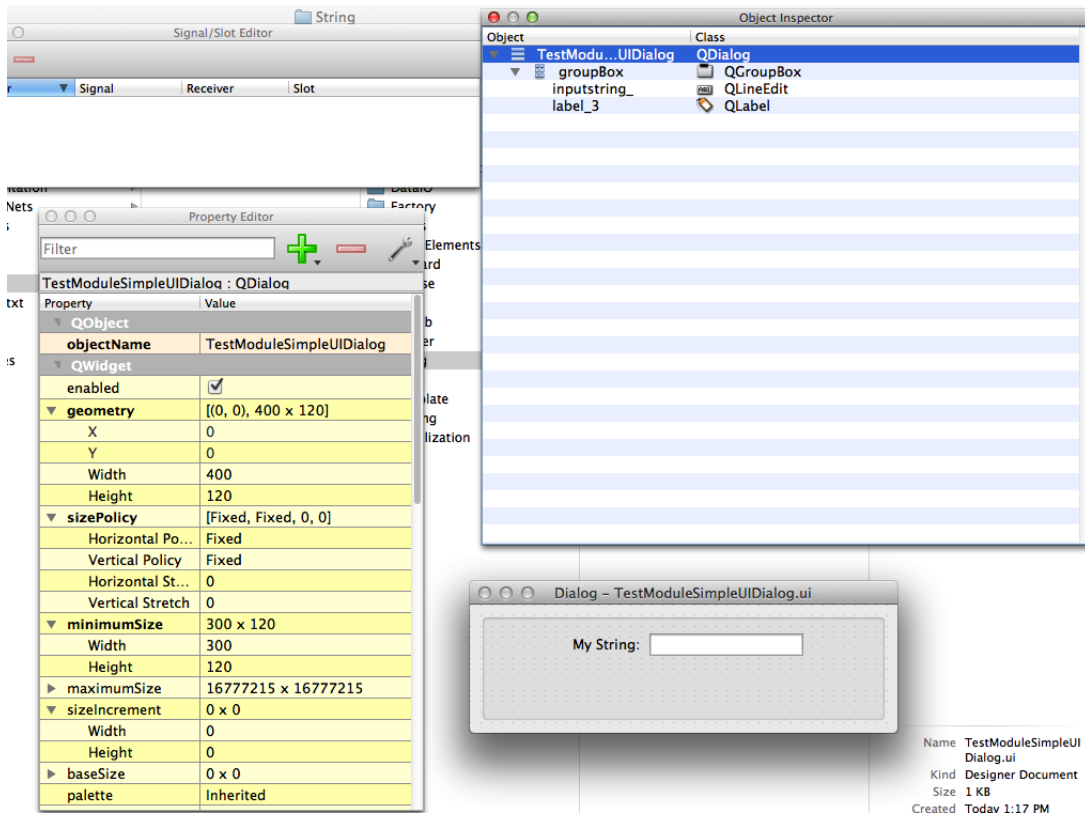 String
Signal/Slot Editor
Signal Receiver Slot
Object Inspector
Object Class
TestModu...UIDialog QDialog
groupBox QGroupBox
inputstring_ QLineEdit
label_3 QLabel
DataIO
Nets
Factory
Elements
txt
Property Editor
Filter
TestModuleSimpleUIDialog : QDialog
Property Value
QObject
objectName TestModuleSimpleUIDialog
QWidget
enabled
geometry [(0, 0), 400 x 120]
X 0
Y 0
Width 400
Height 120
sizePolicy [Fixed, Fixed, 0, 0]
Horizontal Po... Fixed
Vertical Policy Fixed
Horizontal St... 0
Vertical Stretch 0
minimumSize 300 x 120
Width 300
Height 120
maximumSize 16777215 x 16777215
sizeIncrement 0 x 0
Width 0
Height 0
baseSize 0 x 0
palette Inherited
Dialog - TestModuleSimpleUIDialog.ui
My String:
Name TestModuleSimpleUI
Dialog.ui
Kind Designer Document
Size 1 KB
Created Today 1:17 PM